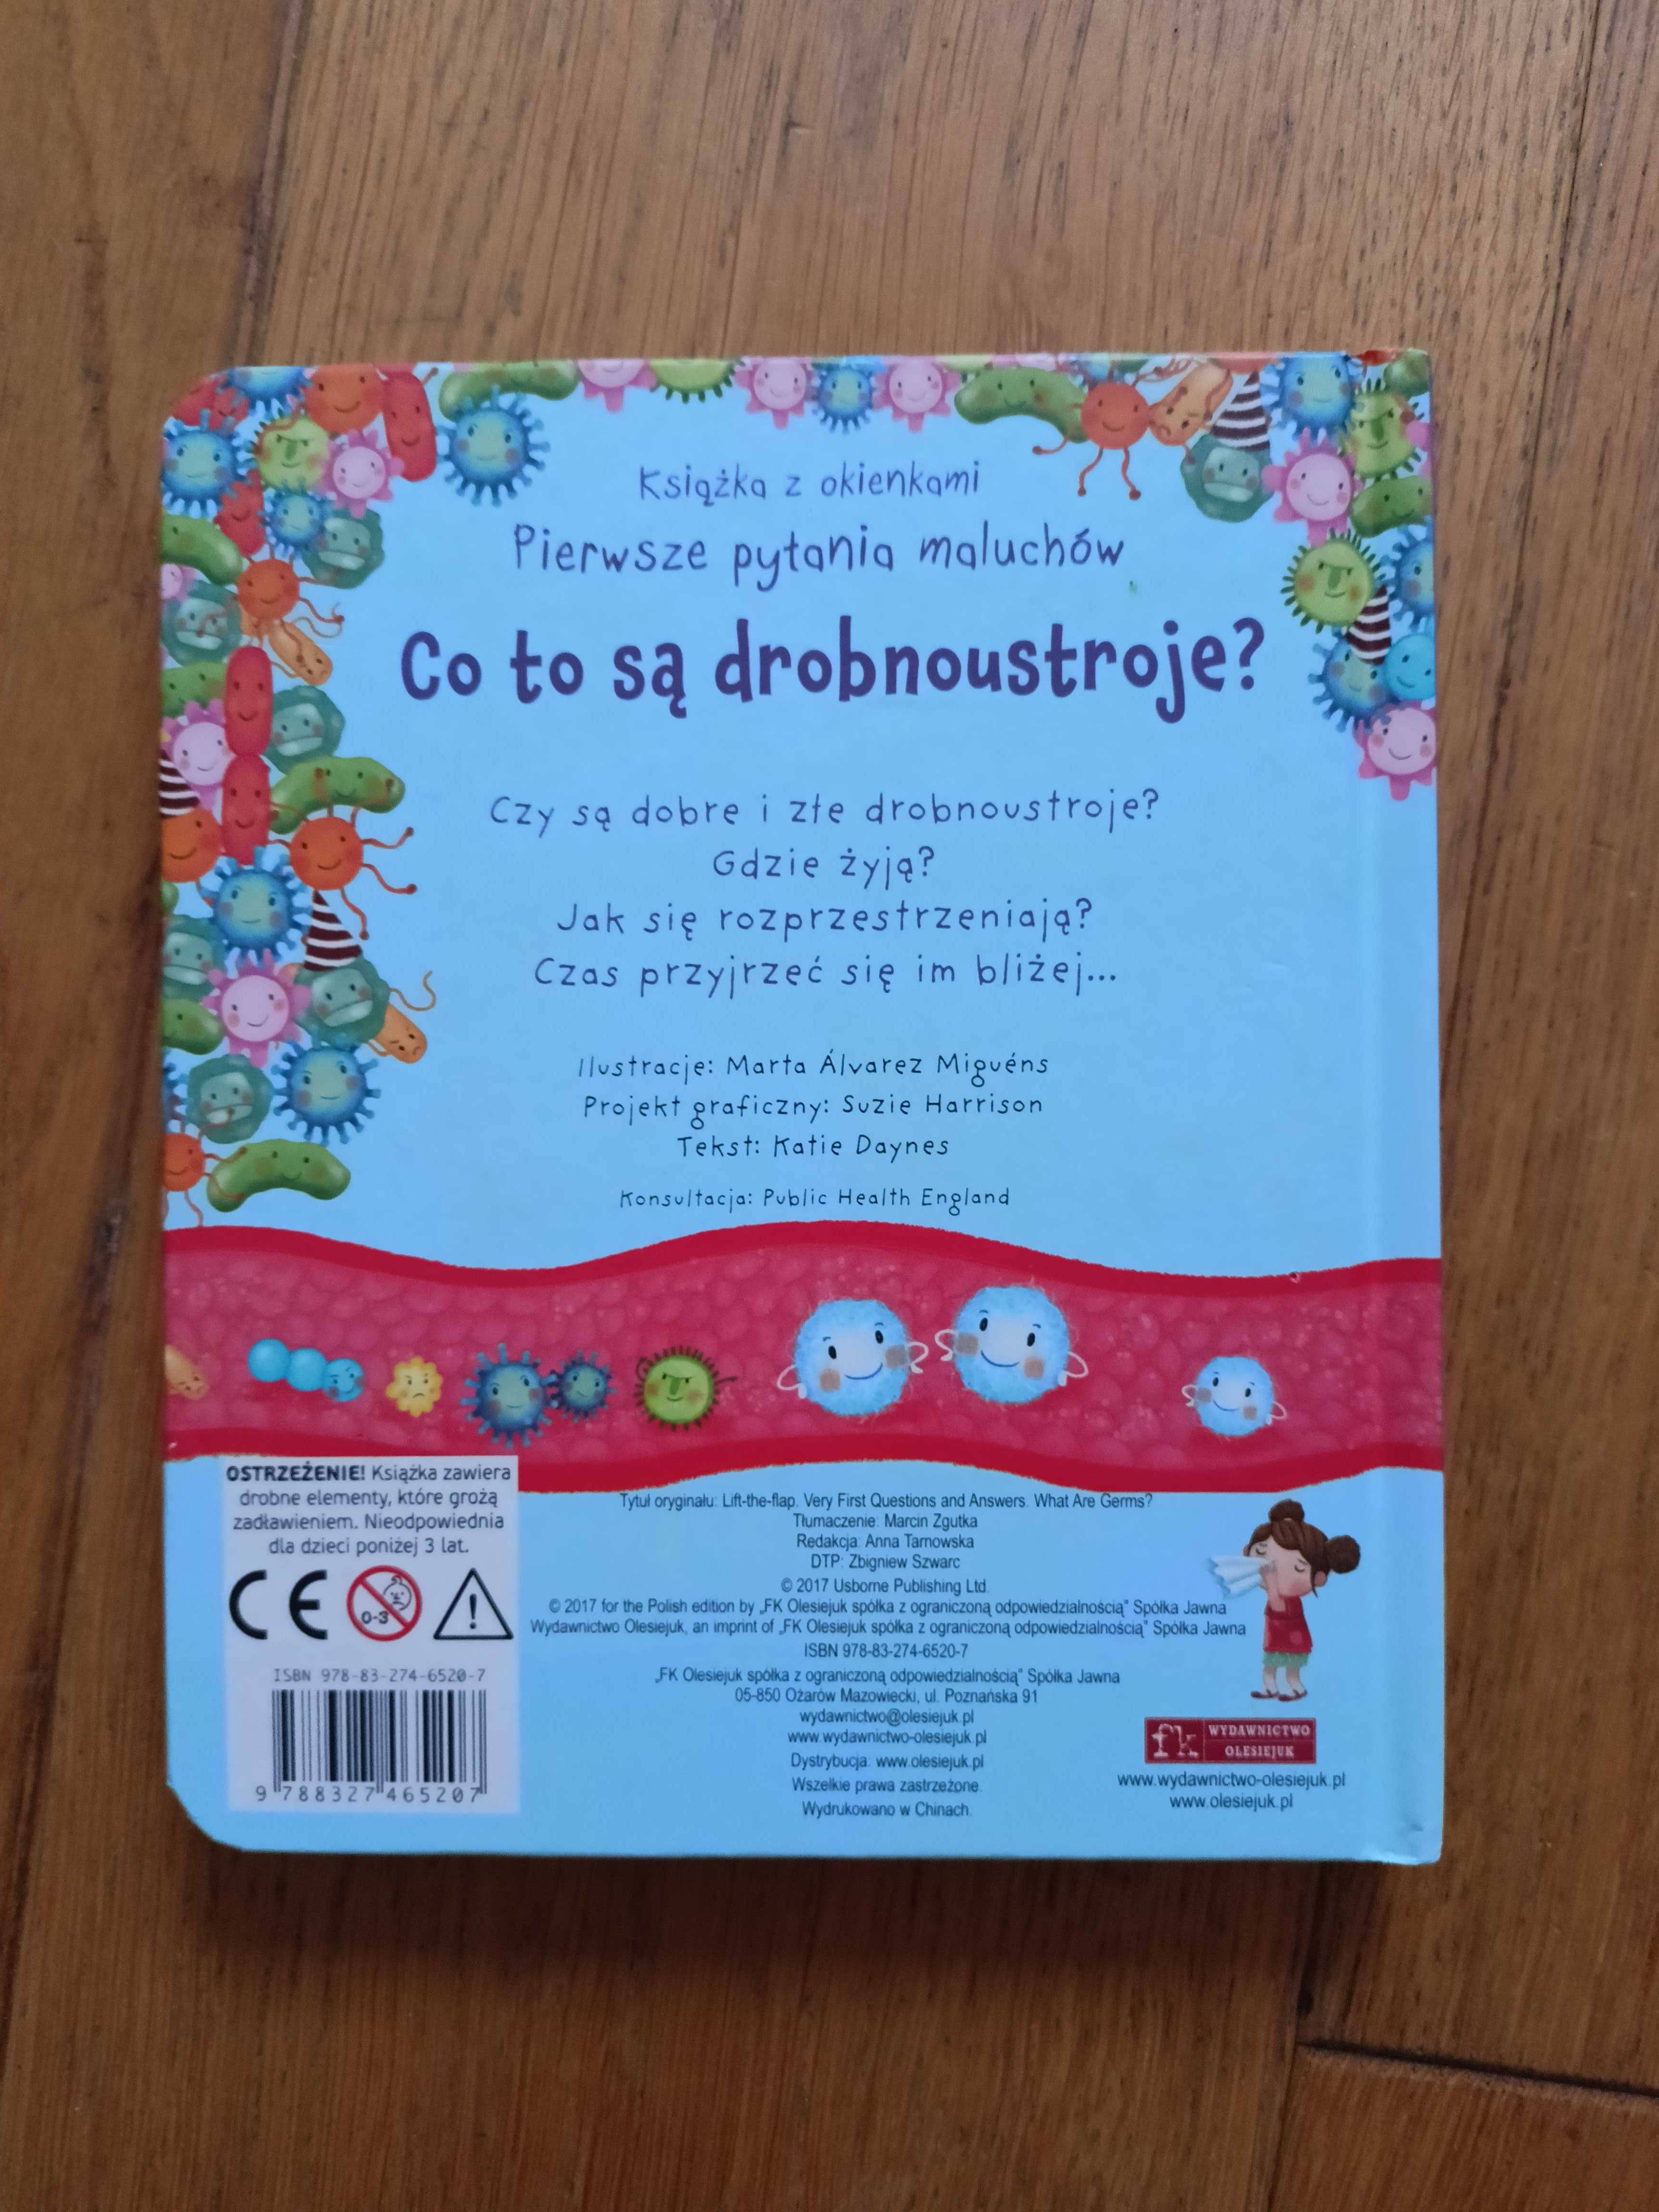 Książka z okienkami
Pierwsze pytania maluchów
Co to są drobnoustroje?
Czy są dobre i złe drobnoustroje?
Gdzie żyją?
Jak się rozprzestrzeniają?
Czas przyjrzeć się im bliżej...
Ilustracje: Marta Álvarez Miguéns
Projekt graficzny: Suzie Harrison
Tekst: Katie Daynes
Konsultacja: Public Health England
OSTRZEŻENIE! Książka zawiera
drobne elementy, które grożą
zadławieniem. Nieodpowiednia
dla dzieci poniżej 3 lat.
CE
0-3
ISBN 978-83-274-6520-7
9 788327 465207
Tytuł oryginału: Lift-the-flap. Very First Questions and Answers. What Are Germs?
Tłumaczenie: Marcin Zgutka
Redakcja: Anna Tarnowska
DTP: Zbigniew Szwarc
© 2017 Usborne Publishing Ltd.
© 2017 for the Polish edition by „FK Olesiejuk spółka z ograniczoną odpowiedzialnością” Spółka Jawna
Wydawnictwo Olesiejuk, an imprint of „FK Olesiejuk spółka z ograniczoną odpowiedzialnością” Spółka Jawna
ISBN 978-83-274-6520-7
„FK Olesiejuk spółka z ograniczoną odpowiedzialnością” Spółka Jawna
05-850 Ożarów Mazowiecki, ul. Poznańska 91
wydawnictwo@olesiejuk.pl
www.wydawnictwo-olesiejuk.pl
Dystrybucja: www.olesiejuk.pl
Wszelkie prawa zastrzeżone.
Wydrukowano w Chinach.
fk WYDAWNICTWO
OLESIEJUK
www.wydawnictwo-olesiejuk.pl
www.olesiejuk.pl